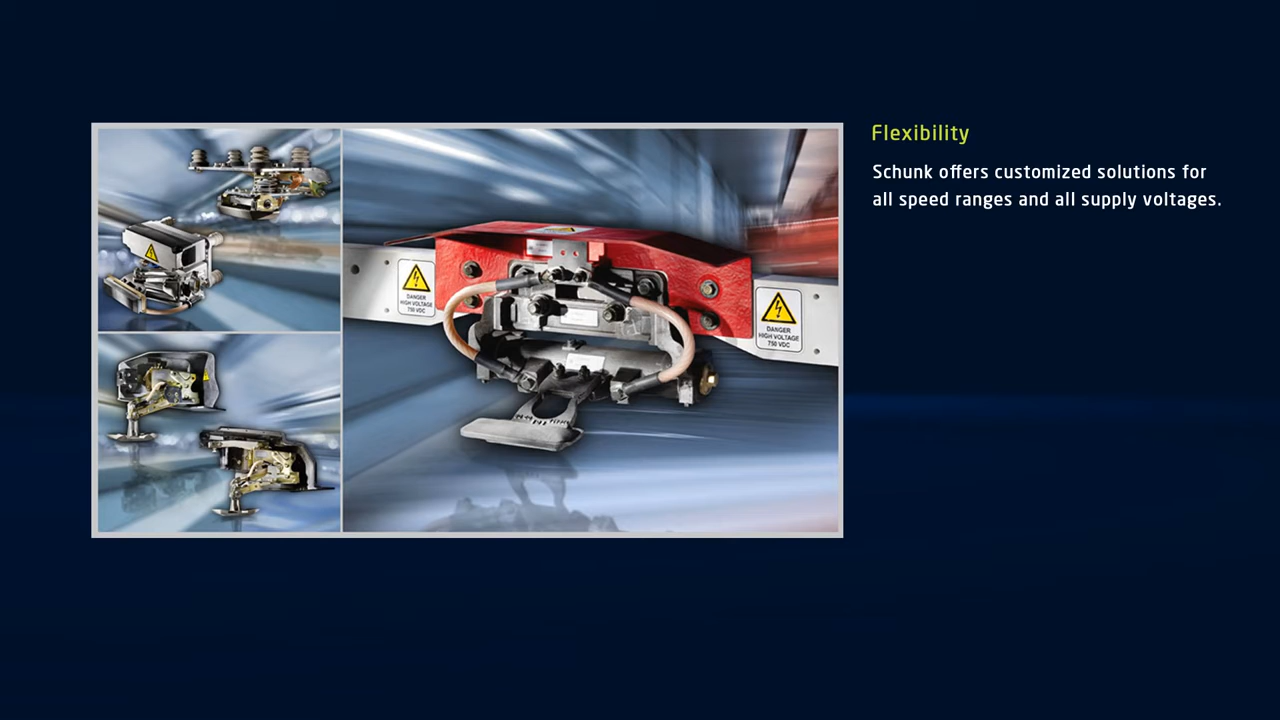 Flexibility
Schunk offers customized solutions for
all speed ranges and all supply voltages.
DANGER
HIGH VOLTAGE
750 VDC
DANGER
HIGH VOLTAGE
750 VDC